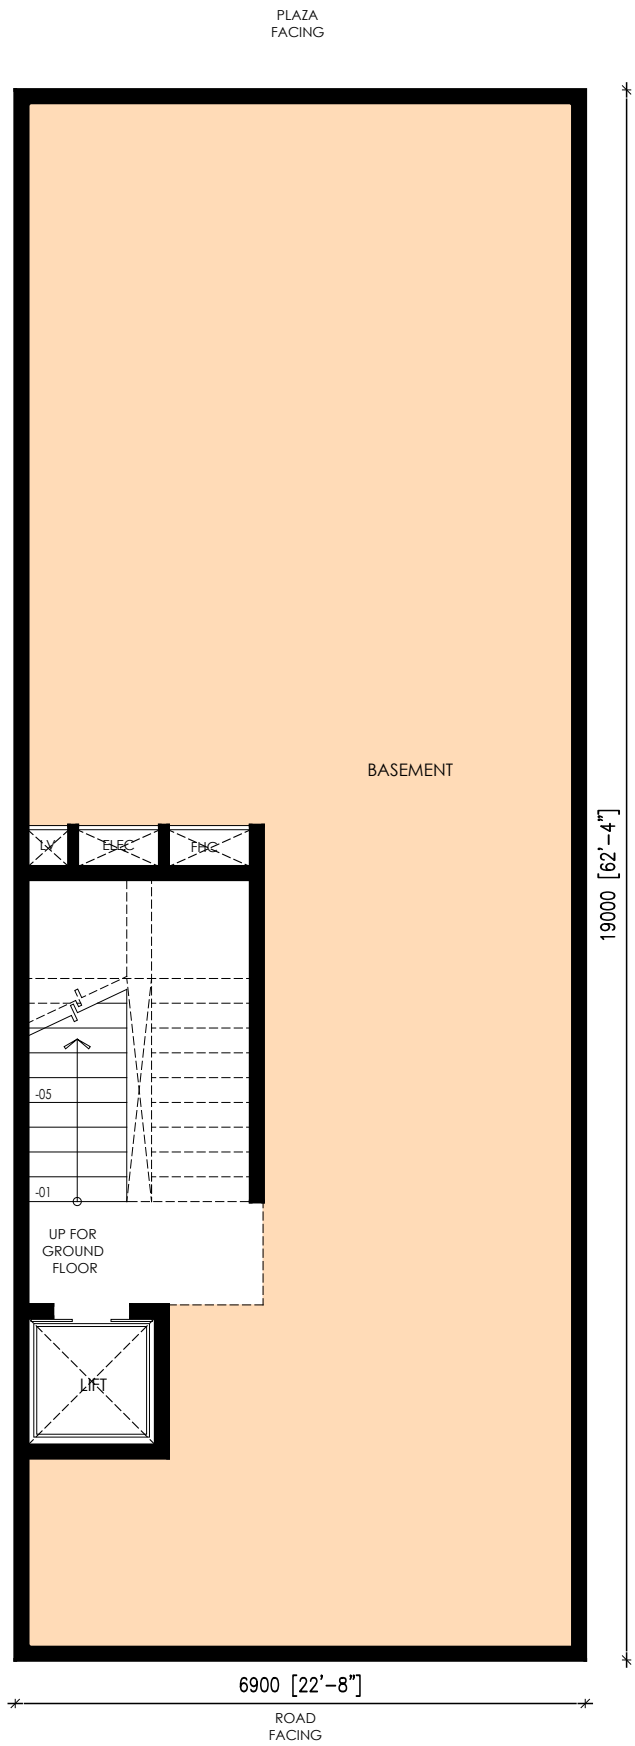 PLAZA
FACING
BASEMENT
19000 [62’-4”]
LV
ELEC
FHC
-05
-01
UP FOR
GROUND
FLOOR
LIFT
6900 [22’-8”]
ROAD
FACING